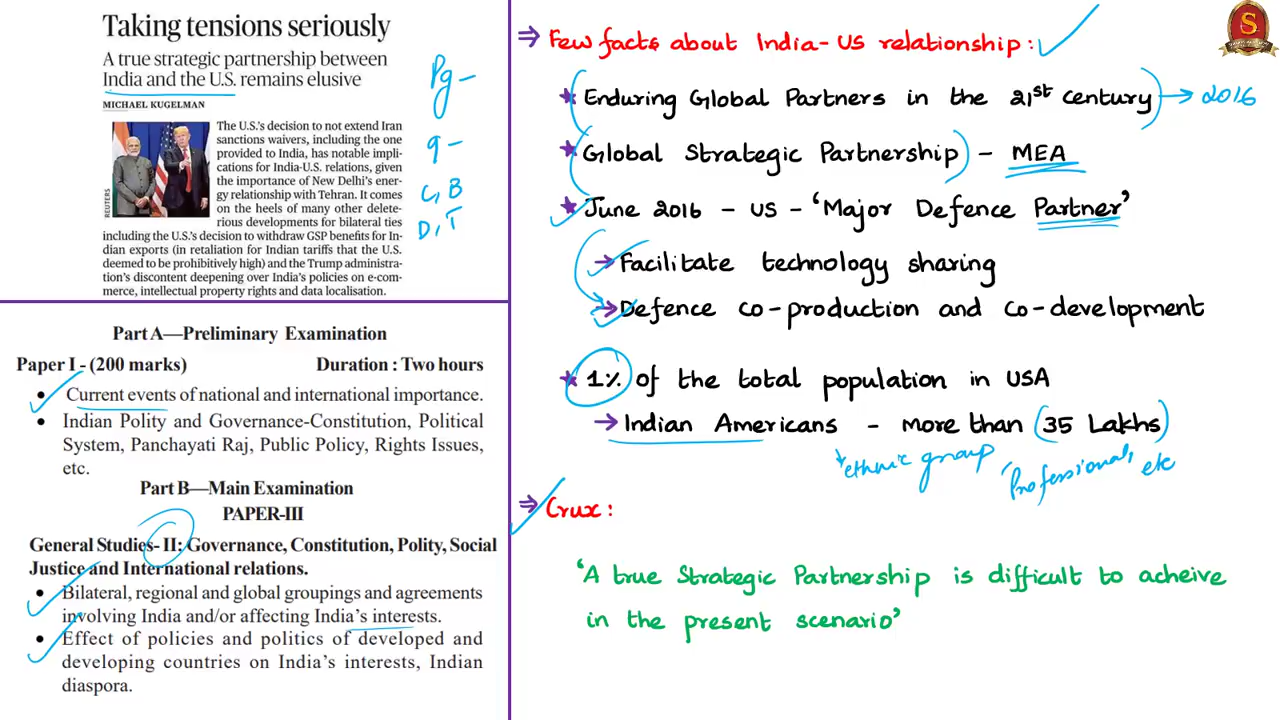 Taking tensions seriously
A true strategic partnership between
India and the U.S. remains elusive
MICHAEL KUGELMAN
REUTERS
The U.S.'s decision to not extend Iran
sanctions waivers, including the one
provided to India, has notable impli-
cations for India-U.S. relations, given
the importance of New Delhi's ener-
gy relationship with Tehran. It comes
on the heels of many other delete-
rious developments for bilateral ties
including the U.S.'s decision to withdraw GSP benefits for In-
dian exports (in retaliation for Indian tariffs that the U.S.
deemed to be prohibitively high) and the Trump administra-
tion's discontent deepening over India's policies on e-com-
merce, intellectual property rights and data localisation.
Pg -
9 -
C, B
D, T
Part A—Preliminary Examination
Paper I - (200 marks) Duration : Two hours
• Current events of national and international importance.
• Indian Polity and Governance-Constitution, Political
System, Panchayati Raj, Public Policy, Rights Issues,
etc.
Part B—Main Examination
PAPER-III
General Studies- II: Governance, Constitution, Polity, Social
Justice and International relations.
• Bilateral, regional and global groupings and agreements
involving India and/or affecting India's interests.
• Effect of policies and politics of developed and
developing countries on India's interests, Indian
diaspora.
⇒ Few facts about India-US relationship:
★ Enduring Global Partners in the 21st century → 2016
★ Global Strategic Partnership - MEA
★ June 2016 - US - 'Major Defence Partner'
→ Facilitate technology sharing
→ Defence co-production and co-development
★ 1% of the total population in USA
→ Indian Americans - more than (35 Lakhs)
ethnic group
Professionals, etc
⇒ Crux:
'A true Strategic Partnership is difficult to acheive
in the present scenario'
S